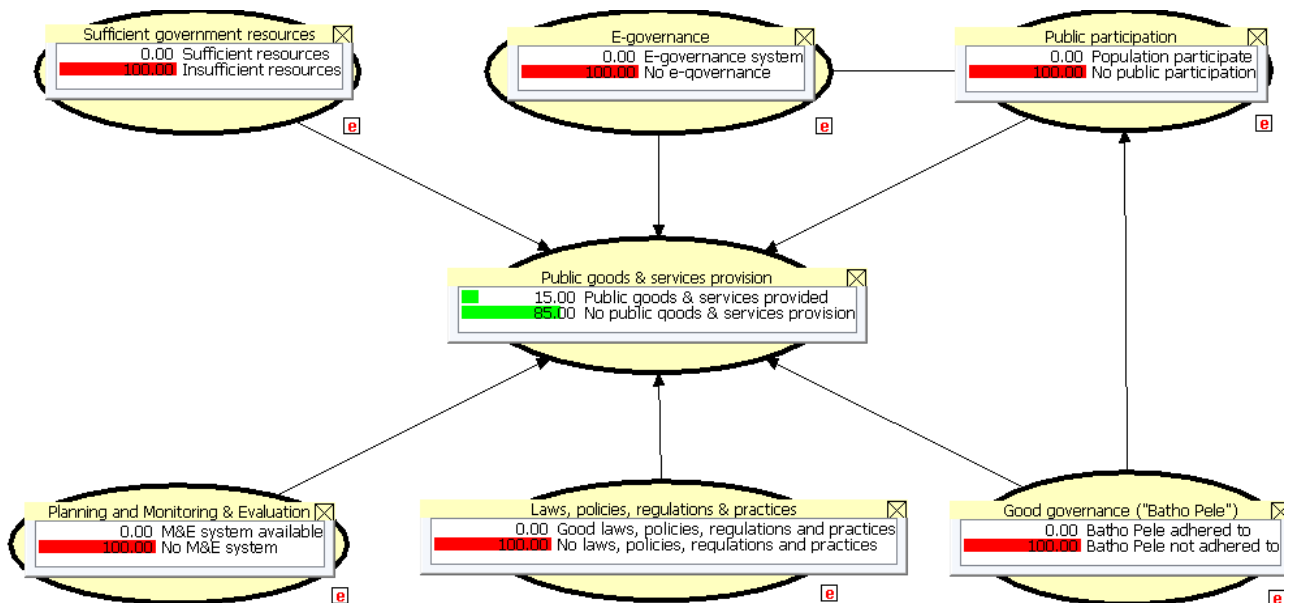 Sufficient government resources
0.00 Sufficient resources
100.00 Insufficient resources
e
E-governance
0.00 E-governance system
100.00 No e-governance
e
Public participation
0.00 Population participate
100.00 No public participation
e
Public goods & services provision
15.00 Public goods & services provided
85.00 No public goods & services provision
Planning and Monitoring & Evaluation
0.00 M&E system available
100.00 No M&E system
e
Laws, policies, regulations & practices
0.00 Good laws, policies, regulations and practices
100.00 No laws, policies, regulations and practices
e
Good governance ("Batho Pele")
0.00 Batho Pele adhered to
100.00 Batho Pele not adhered to
e